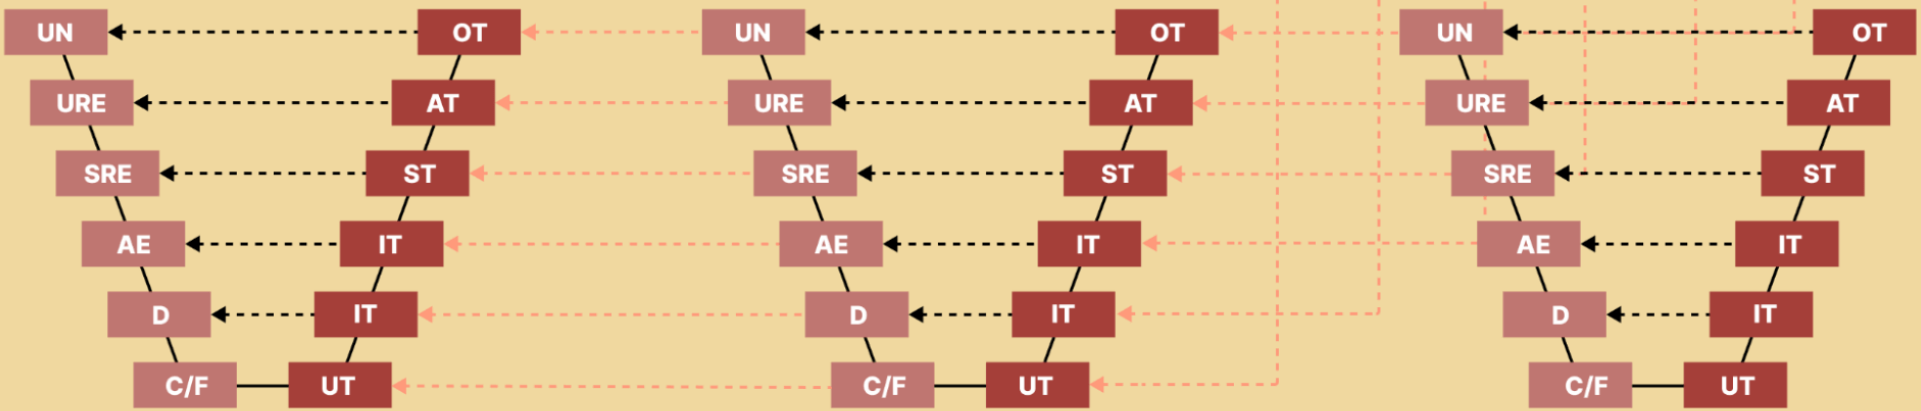 UN OT UN OT UN OT
URE AT URE AT URE AT
SRE ST SRE ST SRE ST
AE IT AE IT AE IT
D IT D IT D IT
C/F UT C/F UT C/F UT